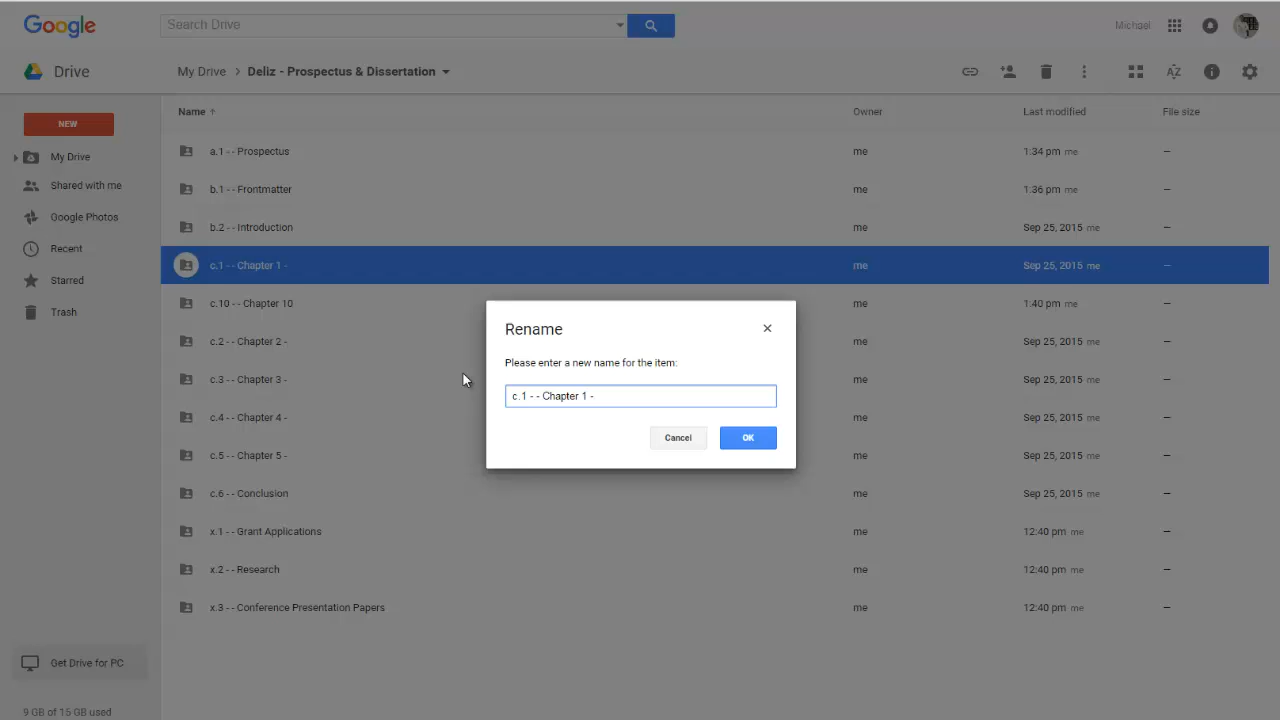 Google
Search Drive
Michael
Drive
My Drive > Deliz - Prospectus & Dissertation
NEW
My Drive
Shared with me
Google Photos
Recent
Starred
Trash
Get Drive for PC
9 GB of 15 GB used
Name ↑ Owner Last modified File size
a.1 - - Prospectus me 1:34 pm me –
b.1 - - Frontmatter me 1:36 pm me –
b.2 - - Introduction me Sep 25, 2015 me –
c.1 - - Chapter 1 - me Sep 25, 2015 me –
c.10 - - Chapter 10 me 1:40 pm me –
c.2 - - Chapter 2 - me Sep 25, 2015 me –
c.3 - - Chapter 3 - me Sep 25, 2015 me –
c.4 - - Chapter 4 - me Sep 25, 2015 me –
c.5 - - Chapter 5 - me Sep 25, 2015 me –
c.6 - - Conclusion me Sep 25, 2015 me –
x.1 - - Grant Applications me 12:40 pm me –
x.2 - - Research me 12:40 pm me –
x.3 - - Conference Presentation Papers me 12:40 pm me –
Rename
Please enter a new name for the item:
c.1 - - Chapter 1 -
Cancel OK